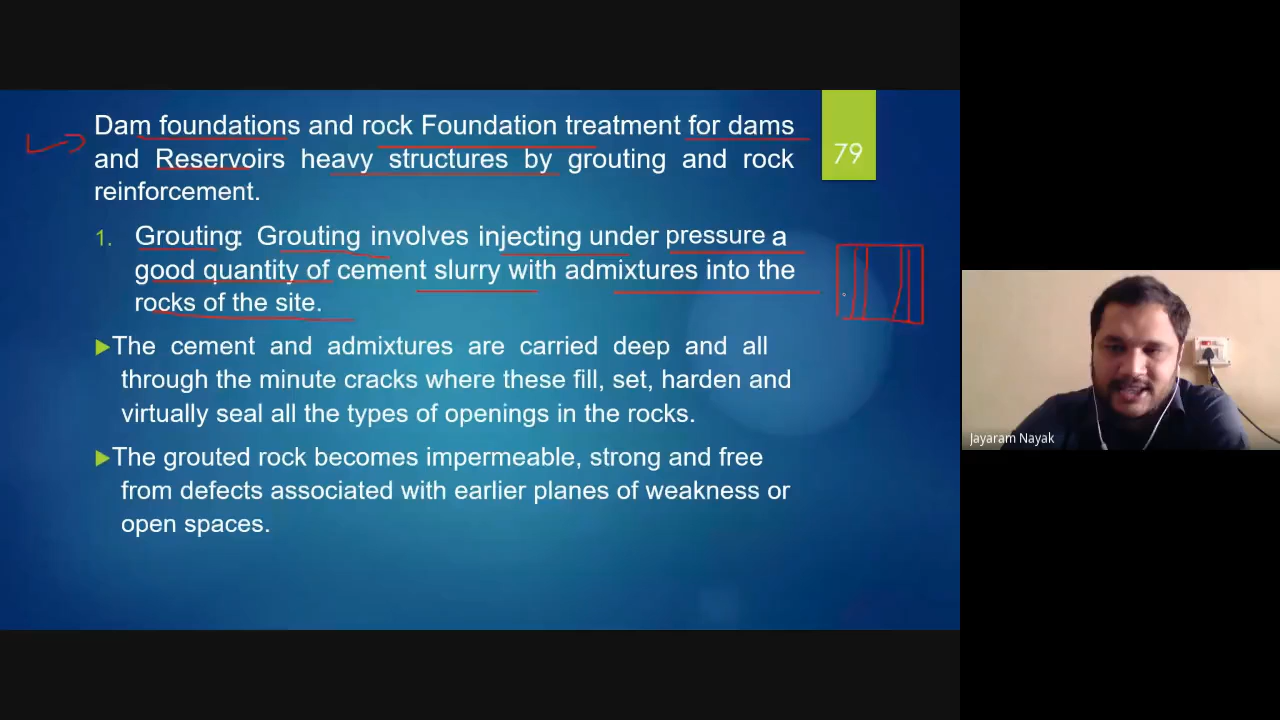 Dam foundations and rock Foundation treatment for dams
79
and Reservoirs heavy structures by grouting and rock
reinforcement.
1. Grouting: Grouting involves injecting under pressure a
good quantity of cement slurry with admixtures into the
rocks of the site.
The cement and admixtures are carried deep and all
through the minute cracks where these fill, set, harden and
virtually seal all the types of openings in the rocks.
The grouted rock becomes impermeable, strong and free
from defects associated with earlier planes of weakness or
open spaces.
Jayaram Nayak